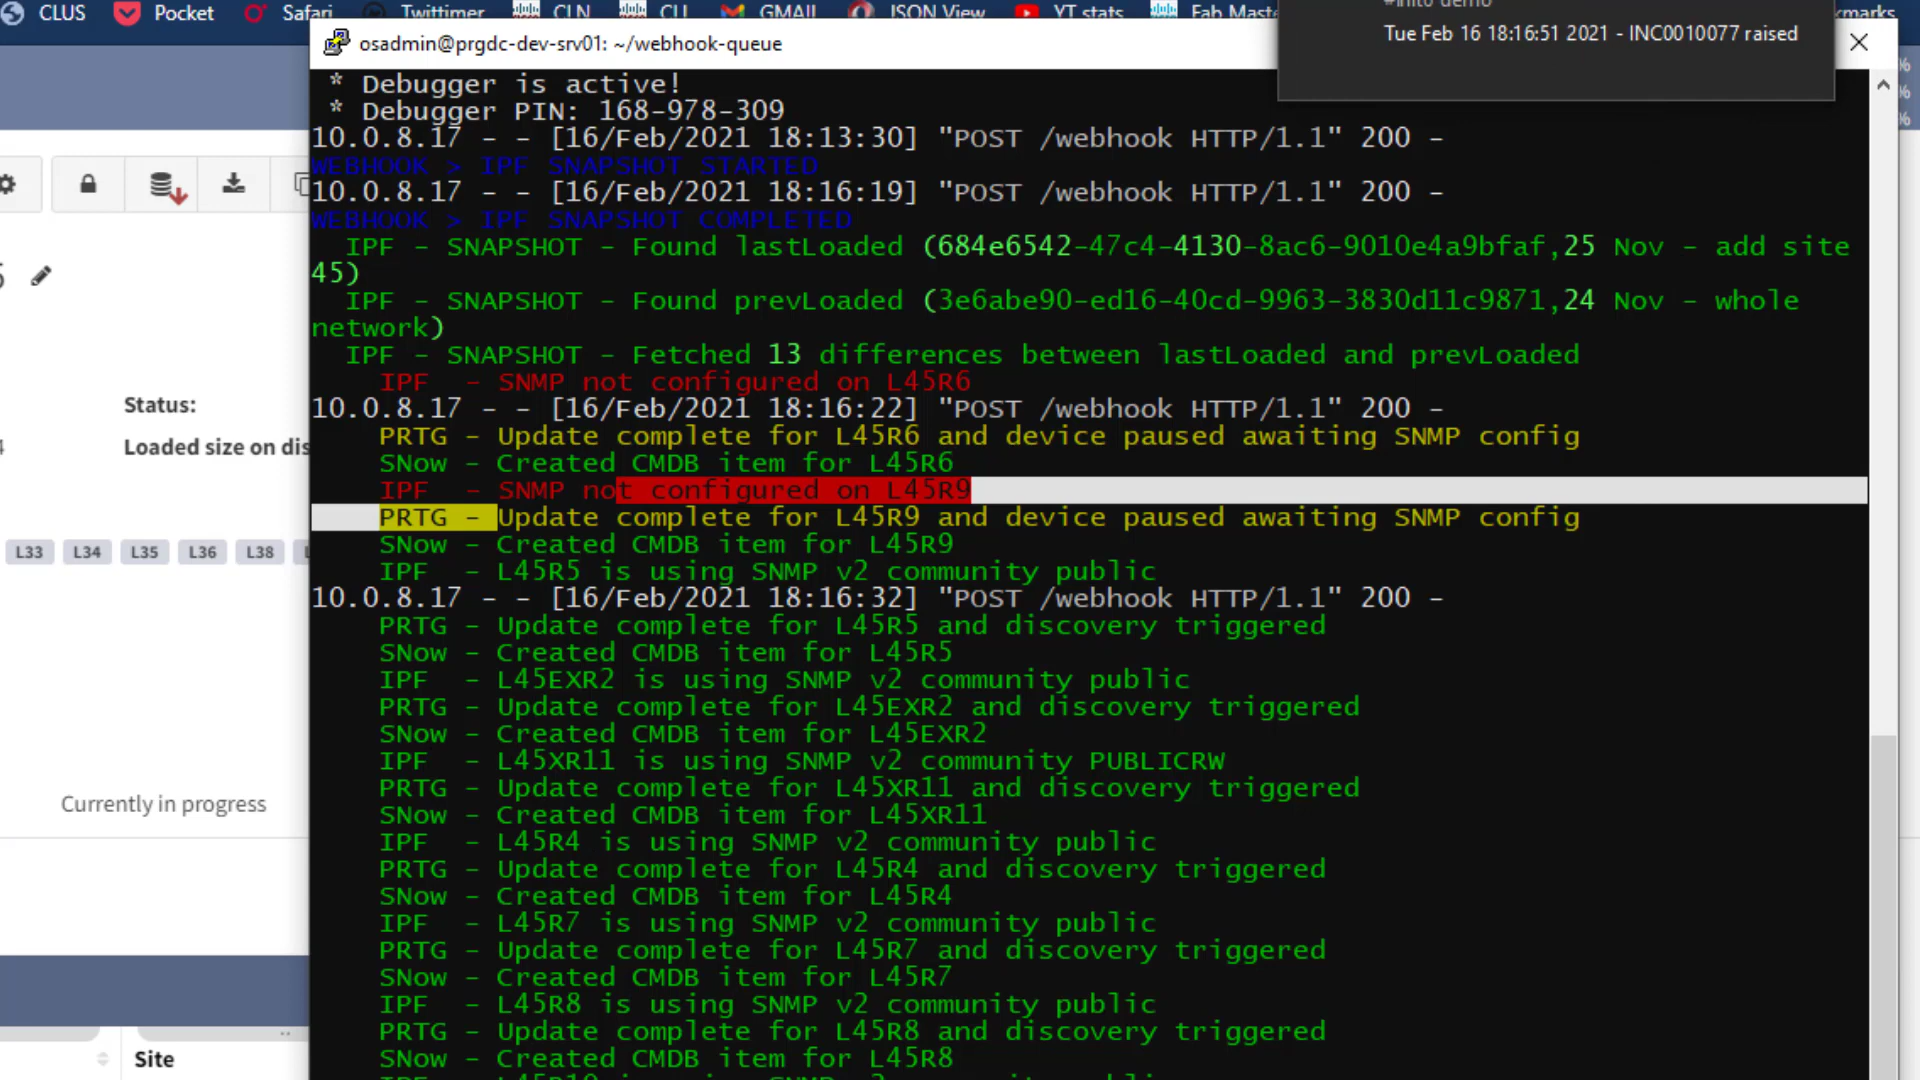 CLUS Pocket Safari Twittimer CLN CLI GMAIL JSON View YT stats Fab Maste
#Info demo
Tue Feb 16 18:16:51 2021 - INC0010077 raised
osadmin@prgdc-dev-srv01: ~/webhook-queue
* Debugger is active!
* Debugger PIN: 168-978-309
10.0.8.17 - - [16/Feb/2021 18:13:30] "POST /webhook HTTP/1.1" 200 -
WEBHOOK > IPF SNAPSHOT STARTED
10.0.8.17 - - [16/Feb/2021 18:16:19] "POST /webhook HTTP/1.1" 200 -
WEBHOOK > IPF SNAPSHOT COMPLETED
IPF - SNAPSHOT - Found lastLoaded (684e6542-47c4-4130-8ac6-9010e4a9bfaf,25 Nov - add site
45)
IPF - SNAPSHOT - Found prevLoaded (3e6abe90-ed16-40cd-9963-3830d11c9871,24 Nov - whole
network)
IPF - SNAPSHOT - Fetched 13 differences between lastLoaded and prevLoaded
IPF - SNMP not configured on L45R6
10.0.8.17 - - [16/Feb/2021 18:16:22] "POST /webhook HTTP/1.1" 200 -
PRTG - Update complete for L45R6 and device paused awaiting SNMP config
SNow - Created CMDB item for L45R6
IPF - SNMP not configured on L45R9
PRTG - Update complete for L45R9 and device paused awaiting SNMP config
SNow - Created CMDB item for L45R9
IPF - L45R5 is using SNMP v2 community public
10.0.8.17 - - [16/Feb/2021 18:16:32] "POST /webhook HTTP/1.1" 200 -
PRTG - Update complete for L45R5 and discovery triggered
SNow - Created CMDB item for L45R5
IPF - L45EXR2 is using SNMP v2 community public
PRTG - Update complete for L45EXR2 and discovery triggered
SNow - Created CMDB item for L45EXR2
IPF - L45XR11 is using SNMP v2 community PUBLICRW
PRTG - Update complete for L45XR11 and discovery triggered
SNow - Created CMDB item for L45XR11
IPF - L45R4 is using SNMP v2 community public
PRTG - Update complete for L45R4 and discovery triggered
SNow - Created CMDB item for L45R4
IPF - L45R7 is using SNMP v2 community public
PRTG - Update complete for L45R7 and discovery triggered
SNow - Created CMDB item for L45R7
IPF - L45R8 is using SNMP v2 community public
PRTG - Update complete for L45R8 and discovery triggered
SNow - Created CMDB item for L45R8
Status:
Loaded size on dis
L33 L34 L35 L36 L38
Currently in progress
Site